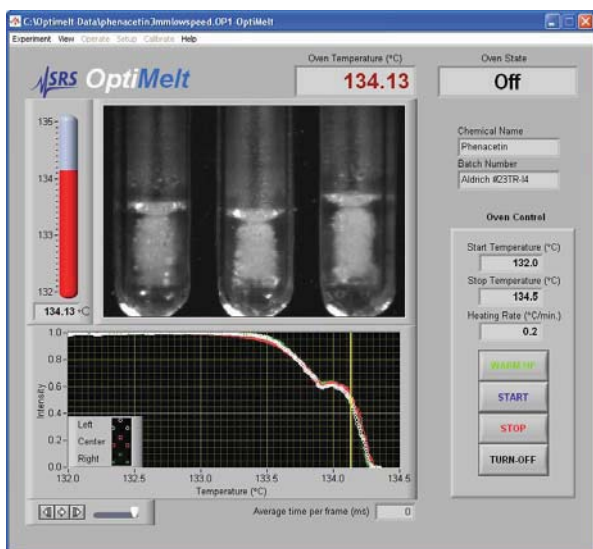 C:\Optimelt Data\phenacetin3mmlowspeed.OP1-OptiMelt
Experiment View Operate Setup Calibrate Help
SRS OptiMelt
Oven Temperature (°C)
134.13
Oven State
Off
135
134
133
132
134.13 °C
Chemical Name
Phenacetin
Batch Number
Aldrich #23TR-I4
Oven Control
Start Temperature (°C)
132.0
Stop Temperature (°C)
134.5
Heating Rate (°C/min.)
0.2
WARM UP
START
STOP
TURN-OFF
Intensity
1.0
0.8
0.6
0.4
0.2
0.0
Left
Center
Right
132.0 132.5 133.0 133.5 134.0 134.5
Temperature (°C)
Average time per frame (ms) 0